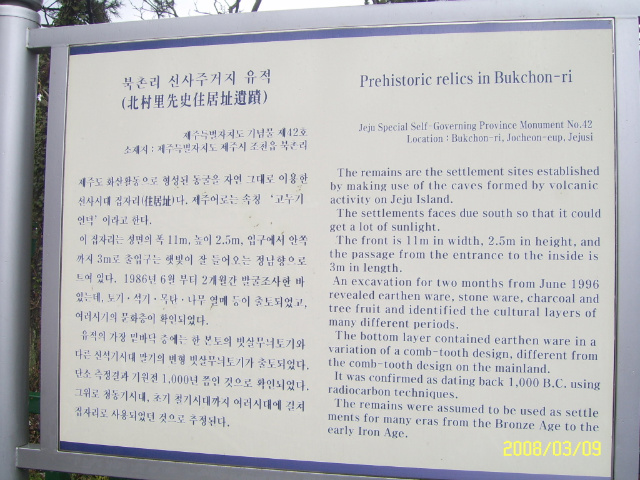 북촌리 선사주거지 유적
(北村里先史住居址遺蹟)
제주특별자치도 기념물 제42호
소재지 : 제주특별자치도 제주시 조천읍 북촌리
제주도 화산활동으로 형성된 동굴을 자연 그대로 이용한
선사시대 집자리(住居址)다. 제주어로는 속칭 '고두기
언덕' 이라고 한다.
이 집자리는 정면의 폭 11m, 높이 2.5m, 입구에서 안쪽
까지 3m로 출입구는 햇빛이 잘 들어오는 정남향으로
트여 있다. 1986년 6월 부터 2개월간 발굴조사한 바
있는데, 토기·석기·목탄·나무 열매 등이 출토되었고,
여러시기의 문화층이 확인되었다.
유적의 가장 밑바닥 층에는 한 본토의 빗살무늬토기와
다른 신석기시대 말기의 변형 빗살무늬토기가 출토되었다.
탄소 측정결과 기원전 1,000년 쯤인 것으로 확인되었다.
그위로 청동기시대, 초기 철기시대까지 여러시대에 걸쳐
집자리로 사용되었던 것으로 추정된다.
Prehistoric relics in Bukchon-ri
Jeju Special Self-Governing Province Monument No.42
Location : Bukchon-ri, Jocheon-eup, Jejusi
The remains are the settlement sites established
by making use of the caves formed by volcanic
activity on Jeju Island.
The settlements faces due south so that it could
get a lot of sunlight.
The front is 11m in width, 2.5m in height, and
the passage from the entrance to the inside is
3m in length.
An excavation for two months from June 1996
revealed earthen ware, stone ware, charcoal and
tree fruit and identified the cultural layers of
many different periods.
The bottom layer contained earthen ware in a
variation of a comb-tooth design, different from
the comb-tooth design on the mainland.
It was confirmed as dating back 1,000 B.C. using
radiocarbon techniques.
The remains were assumed to be used as settle
ments for many eras from the Bronze Age to the
early Iron Age.
2008/03/09